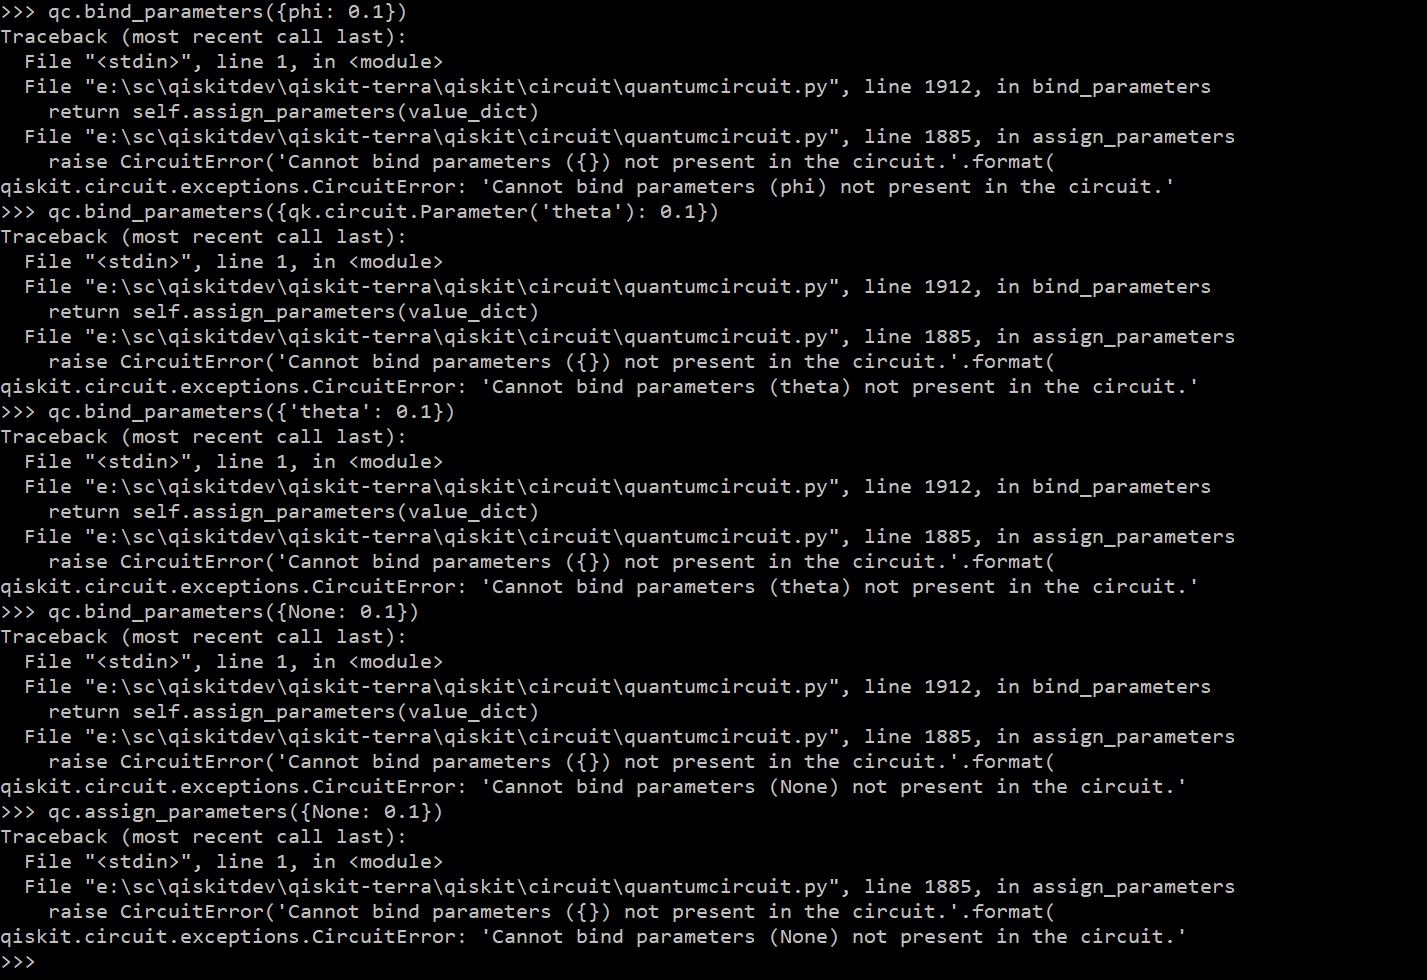 >>> qc.bind_parameters({phi: 0.1})
Traceback (most recent call last):
  File "<stdin>", line 1, in <module>
  File "e:\sc\qiskitdev\qiskit-terra\qiskit\circuit\quantumcircuit.py", line 1912, in bind_parameters
    return self.assign_parameters(value_dict)
  File "e:\sc\qiskitdev\qiskit-terra\qiskit\circuit\quantumcircuit.py", line 1885, in assign_parameters
    raise CircuitError('Cannot bind parameters ({}) not present in the circuit.'.format(
qiskit.circuit.exceptions.CircuitError: 'Cannot bind parameters (phi) not present in the circuit.'
>>> qc.bind_parameters({qk.circuit.Parameter('theta'): 0.1})
Traceback (most recent call last):
  File "<stdin>", line 1, in <module>
  File "e:\sc\qiskitdev\qiskit-terra\qiskit\circuit\quantumcircuit.py", line 1912, in bind_parameters
    return self.assign_parameters(value_dict)
  File "e:\sc\qiskitdev\qiskit-terra\qiskit\circuit\quantumcircuit.py", line 1885, in assign_parameters
    raise CircuitError('Cannot bind parameters ({}) not present in the circuit.'.format(
qiskit.circuit.exceptions.CircuitError: 'Cannot bind parameters (theta) not present in the circuit.'
>>> qc.bind_parameters({'theta': 0.1})
Traceback (most recent call last):
  File "<stdin>", line 1, in <module>
  File "e:\sc\qiskitdev\qiskit-terra\qiskit\circuit\quantumcircuit.py", line 1912, in bind_parameters
    return self.assign_parameters(value_dict)
  File "e:\sc\qiskitdev\qiskit-terra\qiskit\circuit\quantumcircuit.py", line 1885, in assign_parameters
    raise CircuitError('Cannot bind parameters ({}) not present in the circuit.'.format(
qiskit.circuit.exceptions.CircuitError: 'Cannot bind parameters (theta) not present in the circuit.'
>>> qc.bind_parameters({None: 0.1})
Traceback (most recent call last):
  File "<stdin>", line 1, in <module>
  File "e:\sc\qiskitdev\qiskit-terra\qiskit\circuit\quantumcircuit.py", line 1912, in bind_parameters
    return self.assign_parameters(value_dict)
  File "e:\sc\qiskitdev\qiskit-terra\qiskit\circuit\quantumcircuit.py", line 1885, in assign_parameters
    raise CircuitError('Cannot bind parameters ({}) not present in the circuit.'.format(
qiskit.circuit.exceptions.CircuitError: 'Cannot bind parameters (None) not present in the circuit.'
>>> qc.assign_parameters({None: 0.1})
Traceback (most recent call last):
  File "<stdin>", line 1, in <module>
  File "e:\sc\qiskitdev\qiskit-terra\qiskit\circuit\quantumcircuit.py", line 1885, in assign_parameters
    raise CircuitError('Cannot bind parameters ({}) not present in the circuit.'.format(
qiskit.circuit.exceptions.CircuitError: 'Cannot bind parameters (None) not present in the circuit.'
>>>